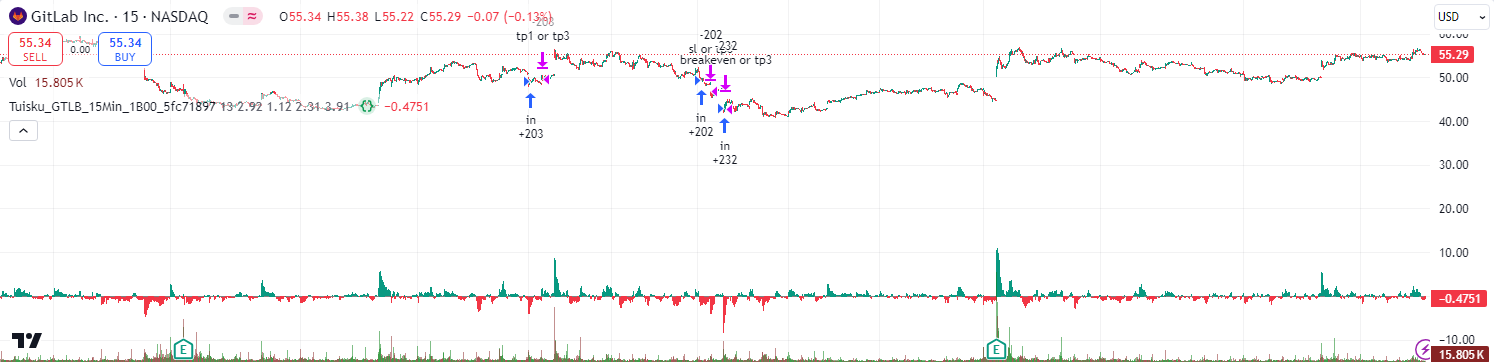 GitLab Inc. · 15 · NASDAQ O55.34 H55.38 L55.22 C55.29 −0.07 (−0.13%)
USD
55.34 SELL
0.00
55.34 BUY
Vol 15.805 K
Tuisku_GTLB_15Min_1B00_5fc71897 13 2.92 1.12 2.31 3.91 −0.4751
tp1 or tp3
in
+203
-202
-232
breakeven or tp3
in
+202
in
+232
60.00
55.29
50.00
40.00
30.00
20.00
10.00
−0.4751
−10.00
15.805 K
E
E